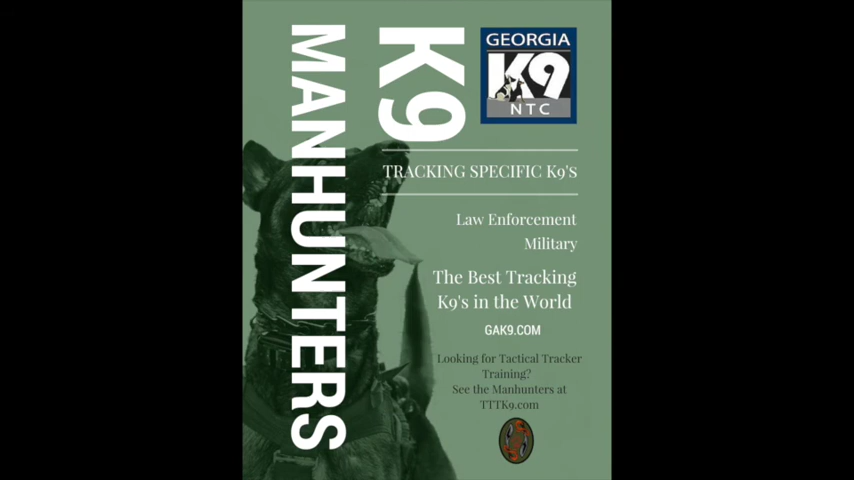 K9
MANHUNTERS
GEORGIA
K9
NTC
TRACKING SPECIFIC K9'S
Law Enforcement
Military
The Best Tracking
K9's in the World
GAK9.COM
Looking for Tactical Tracker
Training?
See the Manhunters at
TTTK9.com